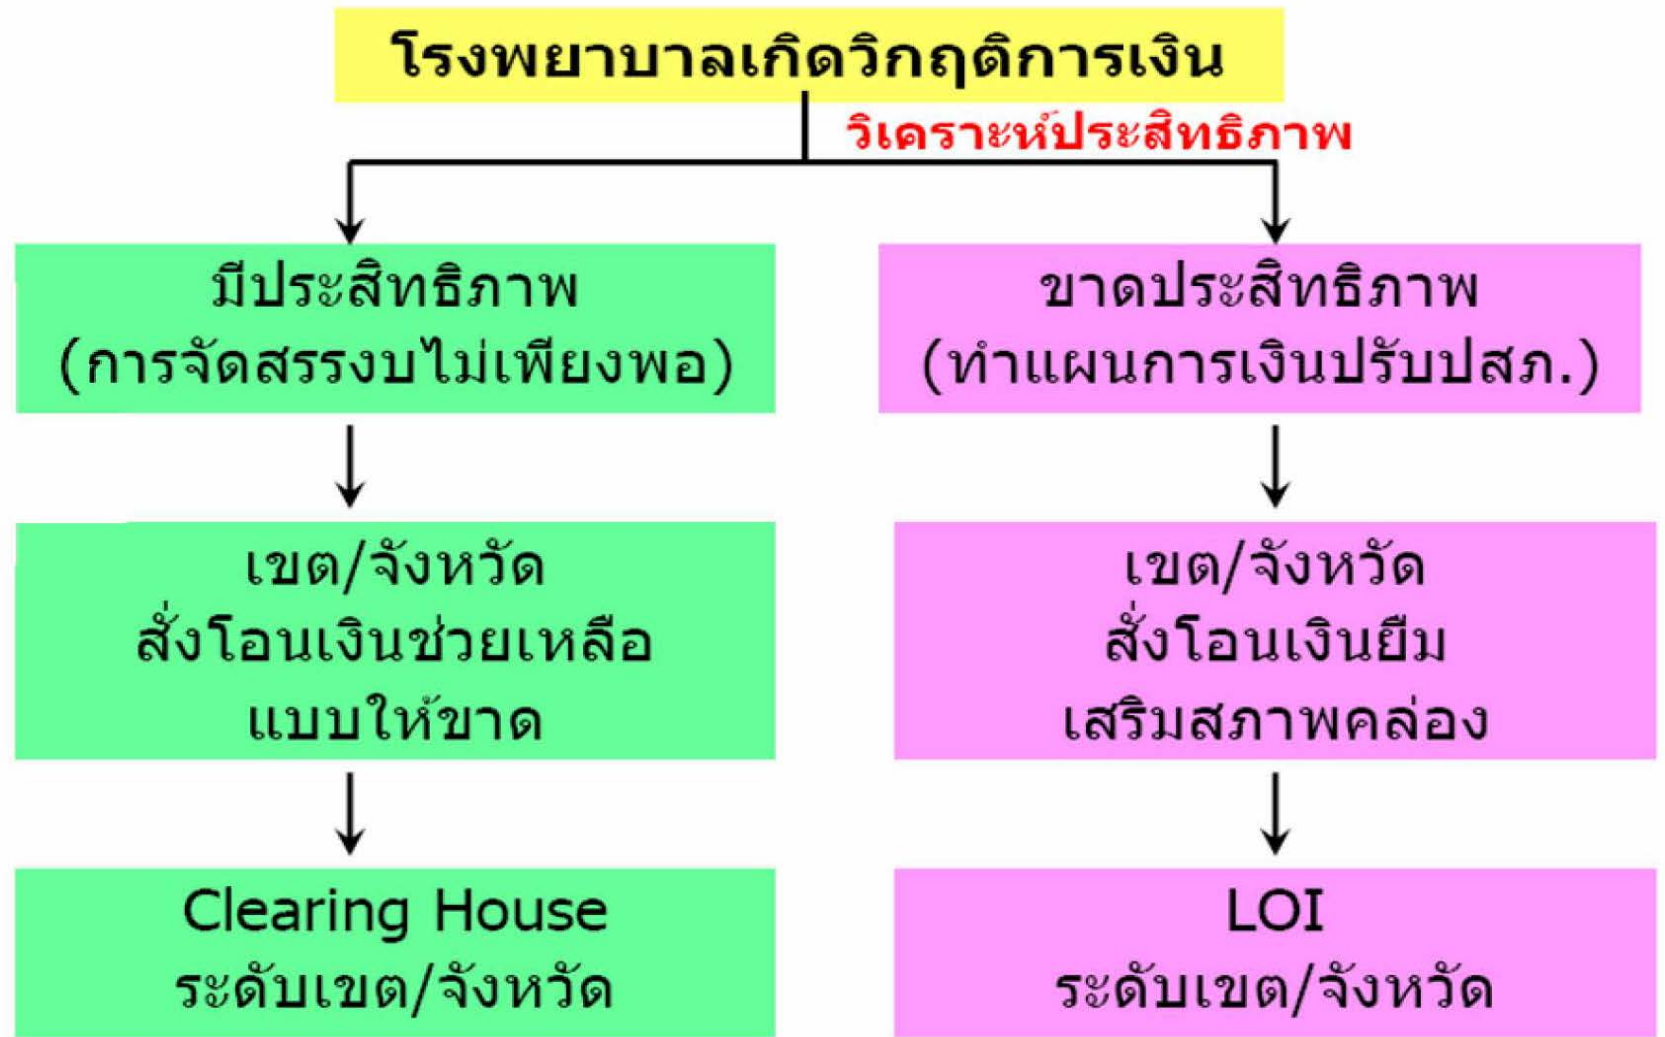 โรงพยาบาลเกิดวิกฤติการเงิน
วิเคราะห์ประสิทธิภาพ
มีประสิทธิภาพ
(การจัดสรรงบไม่เพียงพอ)
เขต/จังหวัด
สั่งโอนเงินช่วยเหลือ
แบบให้ขาด
Clearing House
ระดับเขต/จังหวัด
ขาดประสิทธิภาพ
(ทำแผนการเงินปรับปสภ.)
เขต/จังหวัด
สั่งโอนเงินยืม
เสริมสภาพคล่อง
LOI
ระดับเขต/จังหวัด